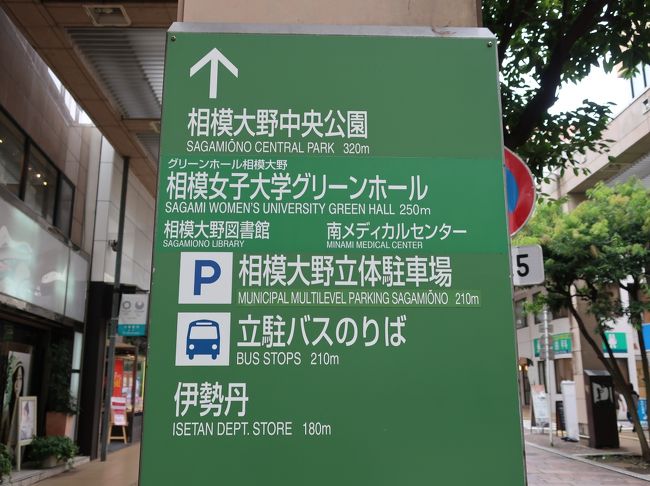 相模大野中央公園
SAGAMIŌNO CENTRAL PARK 320m
グリーンホール相模大野
相模女子大学グリーンホール
SAGAMI WOMEN'S UNIVERSITY GREEN HALL 250m
相模大野図書館 南メディカルセンター
SAGAMIONO LIBRARY MINAMI MEDICAL CENTER
P 相模大野立体駐車場
MUNICIPAL MULTILEVEL PARKING SAGAMIŌNO 210m
立駐バスのりば
BUS STOPS 210m
伊勢丹
ISETAN DEPT. STORE 180m
5